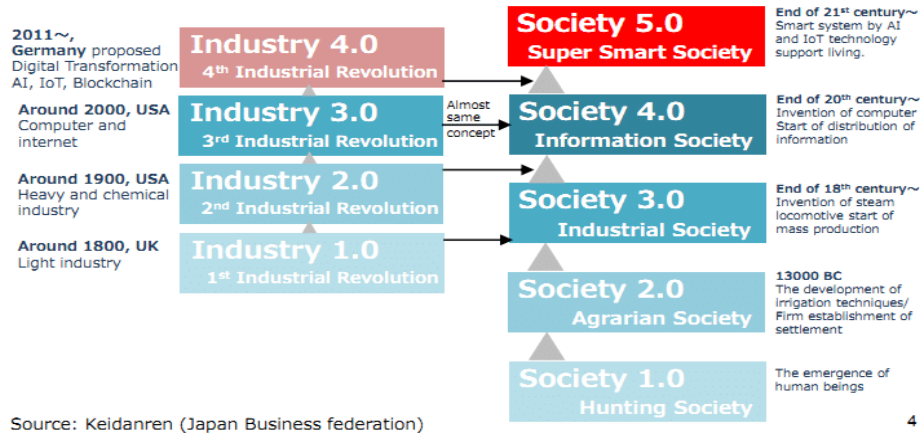 2011～,
Germany proposed
Digital Transformation
AI, IoT, Blockchain
Industry 4.0
4th Industrial Revolution
Around 2000, USA
Computer and
internet
Industry 3.0
3rd Industrial Revolution
Around 1900, USA
Heavy and chemical
industry
Industry 2.0
2nd Industrial Revolution
Around 1800, UK
Light industry
Industry 1.0
1st Industrial Revolution
Almost
same
concept
Society 5.0
Super Smart Society
End of 21st century～
Smart system by AI
and IoT technology
support living.
Society 4.0
Information Society
End of 20th century～
Invention of computer
Start of distribution of
information
Society 3.0
Industrial Society
End of 18th century～
Invention of steam
locomotive start of
mass production
Society 2.0
Agrarian Society
13000 BC
The development of
irrigation techniques/
Firm establishment of
settlement
Society 1.0
Hunting Society
The emergence of
human beings
Source: Keidanren (Japan Business federation)
4